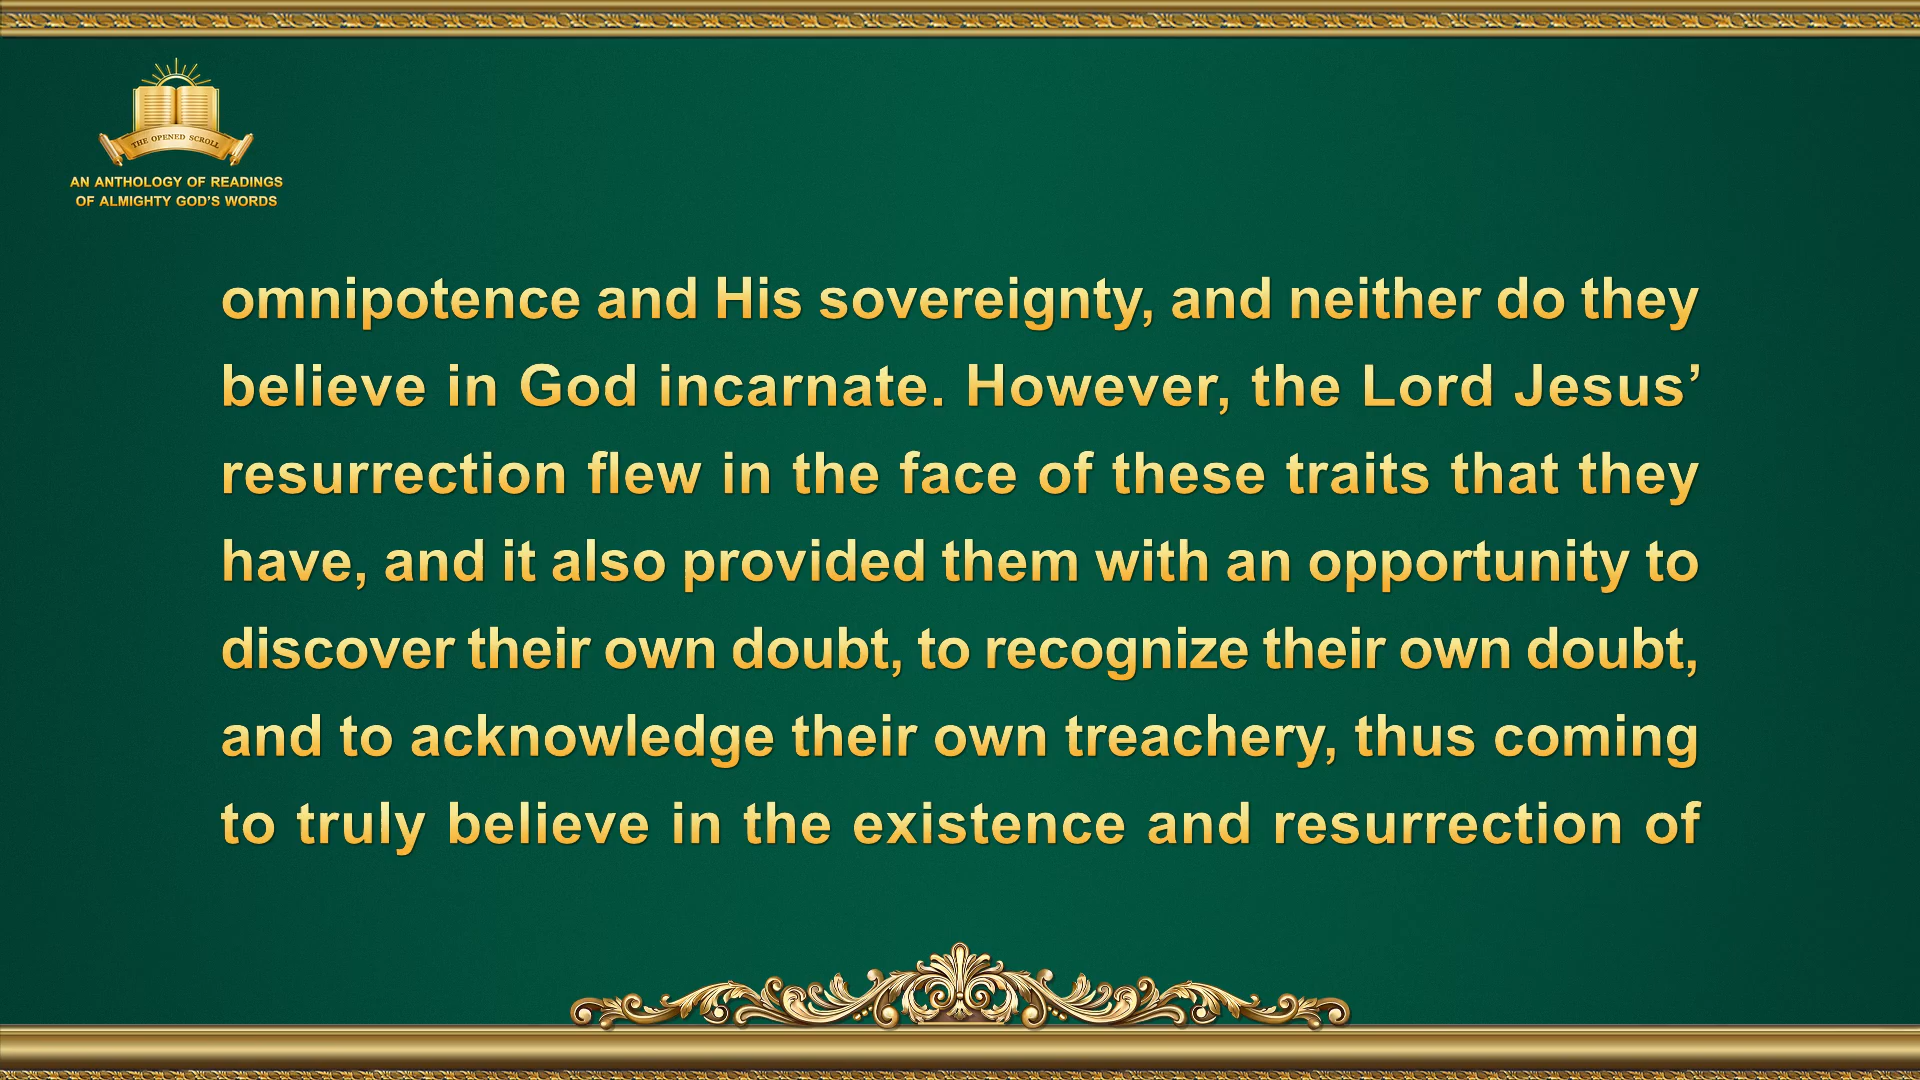 THE OPENED SCROLL
AN ANTHOLOGY OF READINGS
OF ALMIGHTY GOD'S WORDS
omnipotence and His sovereignty, and neither do they
believe in God incarnate. However, the Lord Jesus’
resurrection flew in the face of these traits that they
have, and it also provided them with an opportunity to
discover their own doubt, to recognize their own doubt,
and to acknowledge their own treachery, thus coming
to truly believe in the existence and resurrection of